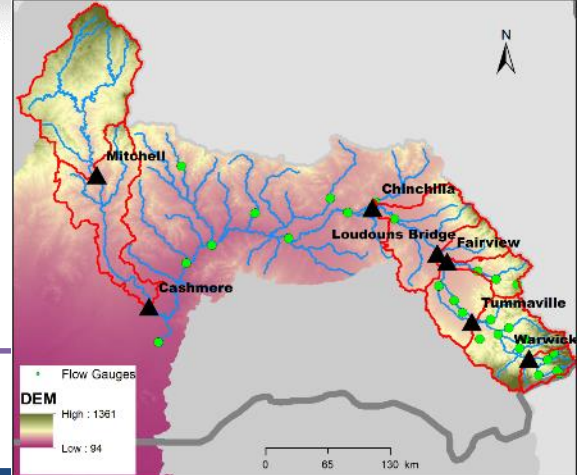 N
Mitchell
Chinchilla
Loudouns Bridge
Fairview
Cashmere
Tummaville
Warwick
Flow Gauges
DEM
High : 1361
Low : 94
0 65 130 km